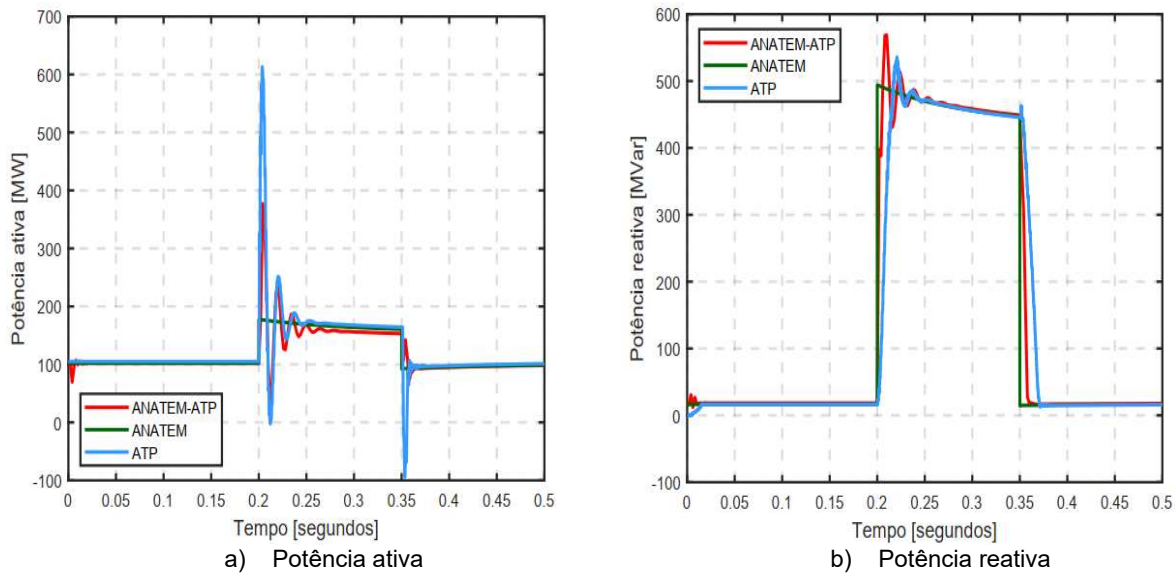 700
600
500
400
300
200
100
0
-100
Potência ativa [MW]
ANATEM-ATP
ANATEM
ATP
0 0.05 0.1 0.15 0.2 0.25 0.3 0.35 0.4 0.45 0.5
Tempo [segundos]
a) Potência ativa
600
500
400
300
200
100
0
-100
Potência reativa [MVar]
ANATEM-ATP
ANATEM
ATP
0 0.05 0.1 0.15 0.2 0.25 0.3 0.35 0.4 0.45 0.5
Tempo [segundos]
b) Potência reativa